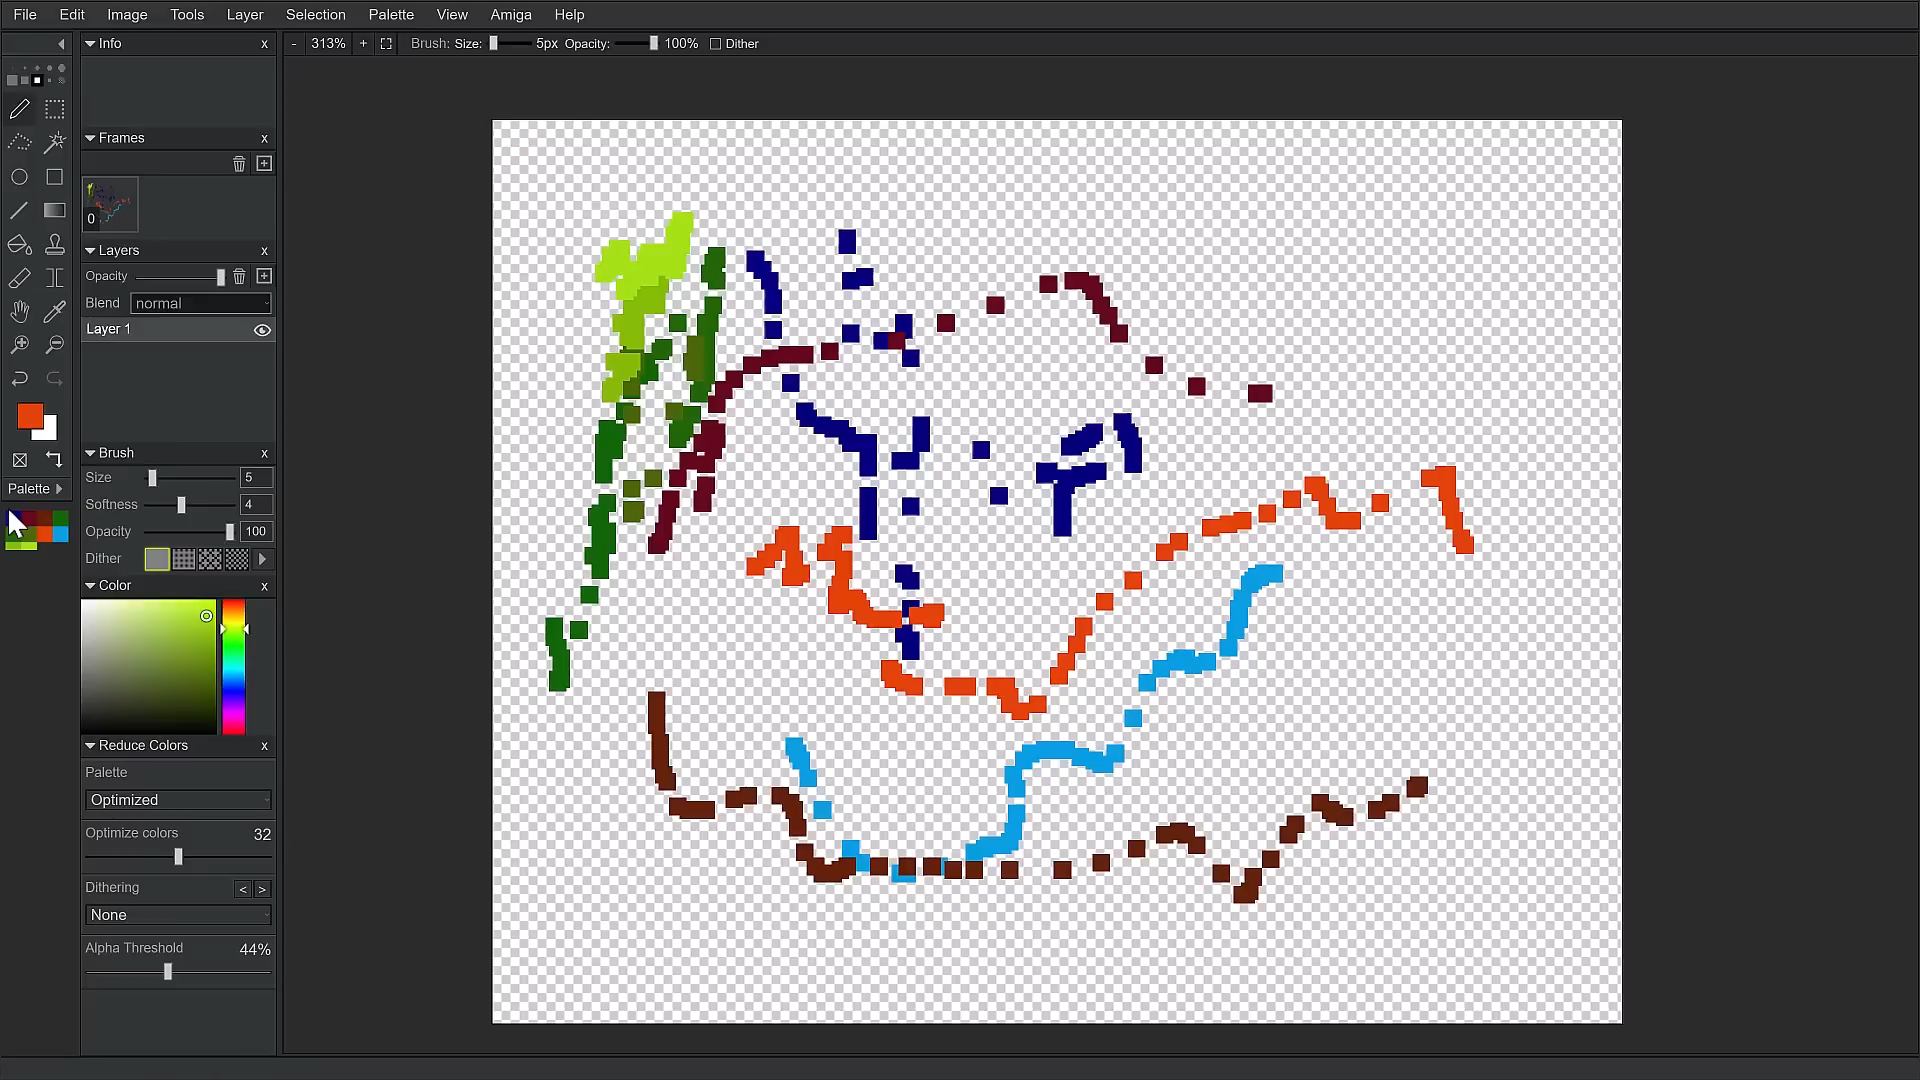 File Edit Image Tools Layer Selection Palette View Amiga Help
Info x - 313% + Brush: Size: 5px Opacity: 100% Dither
Frames x
0
Layers x
Opacity
Blend normal
Layer 1
Brush x
Size 5
Palette
Softness 4
Opacity 100
Dither
Color x
Reduce Colors x
Palette
Optimized
Optimize colors 32
Dithering < >
None
Alpha Threshold 44%